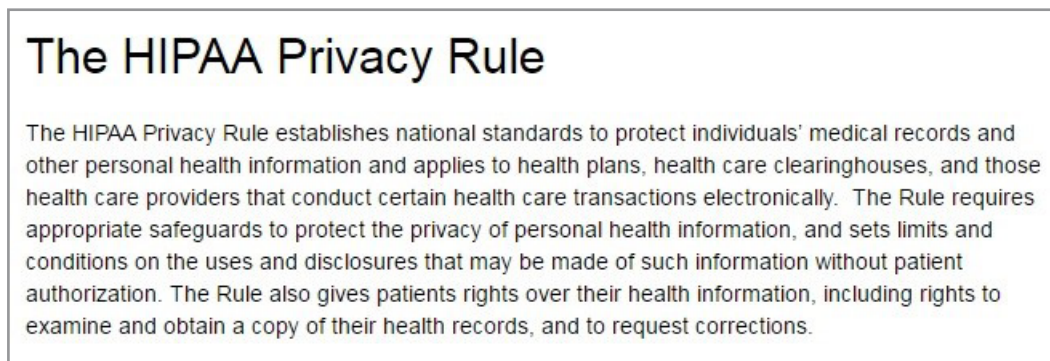 The HIPAA Privacy Rule
The HIPAA Privacy Rule establishes national standards to protect individuals’ medical records and
other personal health information and applies to health plans, health care clearinghouses, and those
health care providers that conduct certain health care transactions electronically.  The Rule requires
appropriate safeguards to protect the privacy of personal health information, and sets limits and
conditions on the uses and disclosures that may be made of such information without patient
authorization. The Rule also gives patients rights over their health information, including rights to
examine and obtain a copy of their health records, and to request corrections.